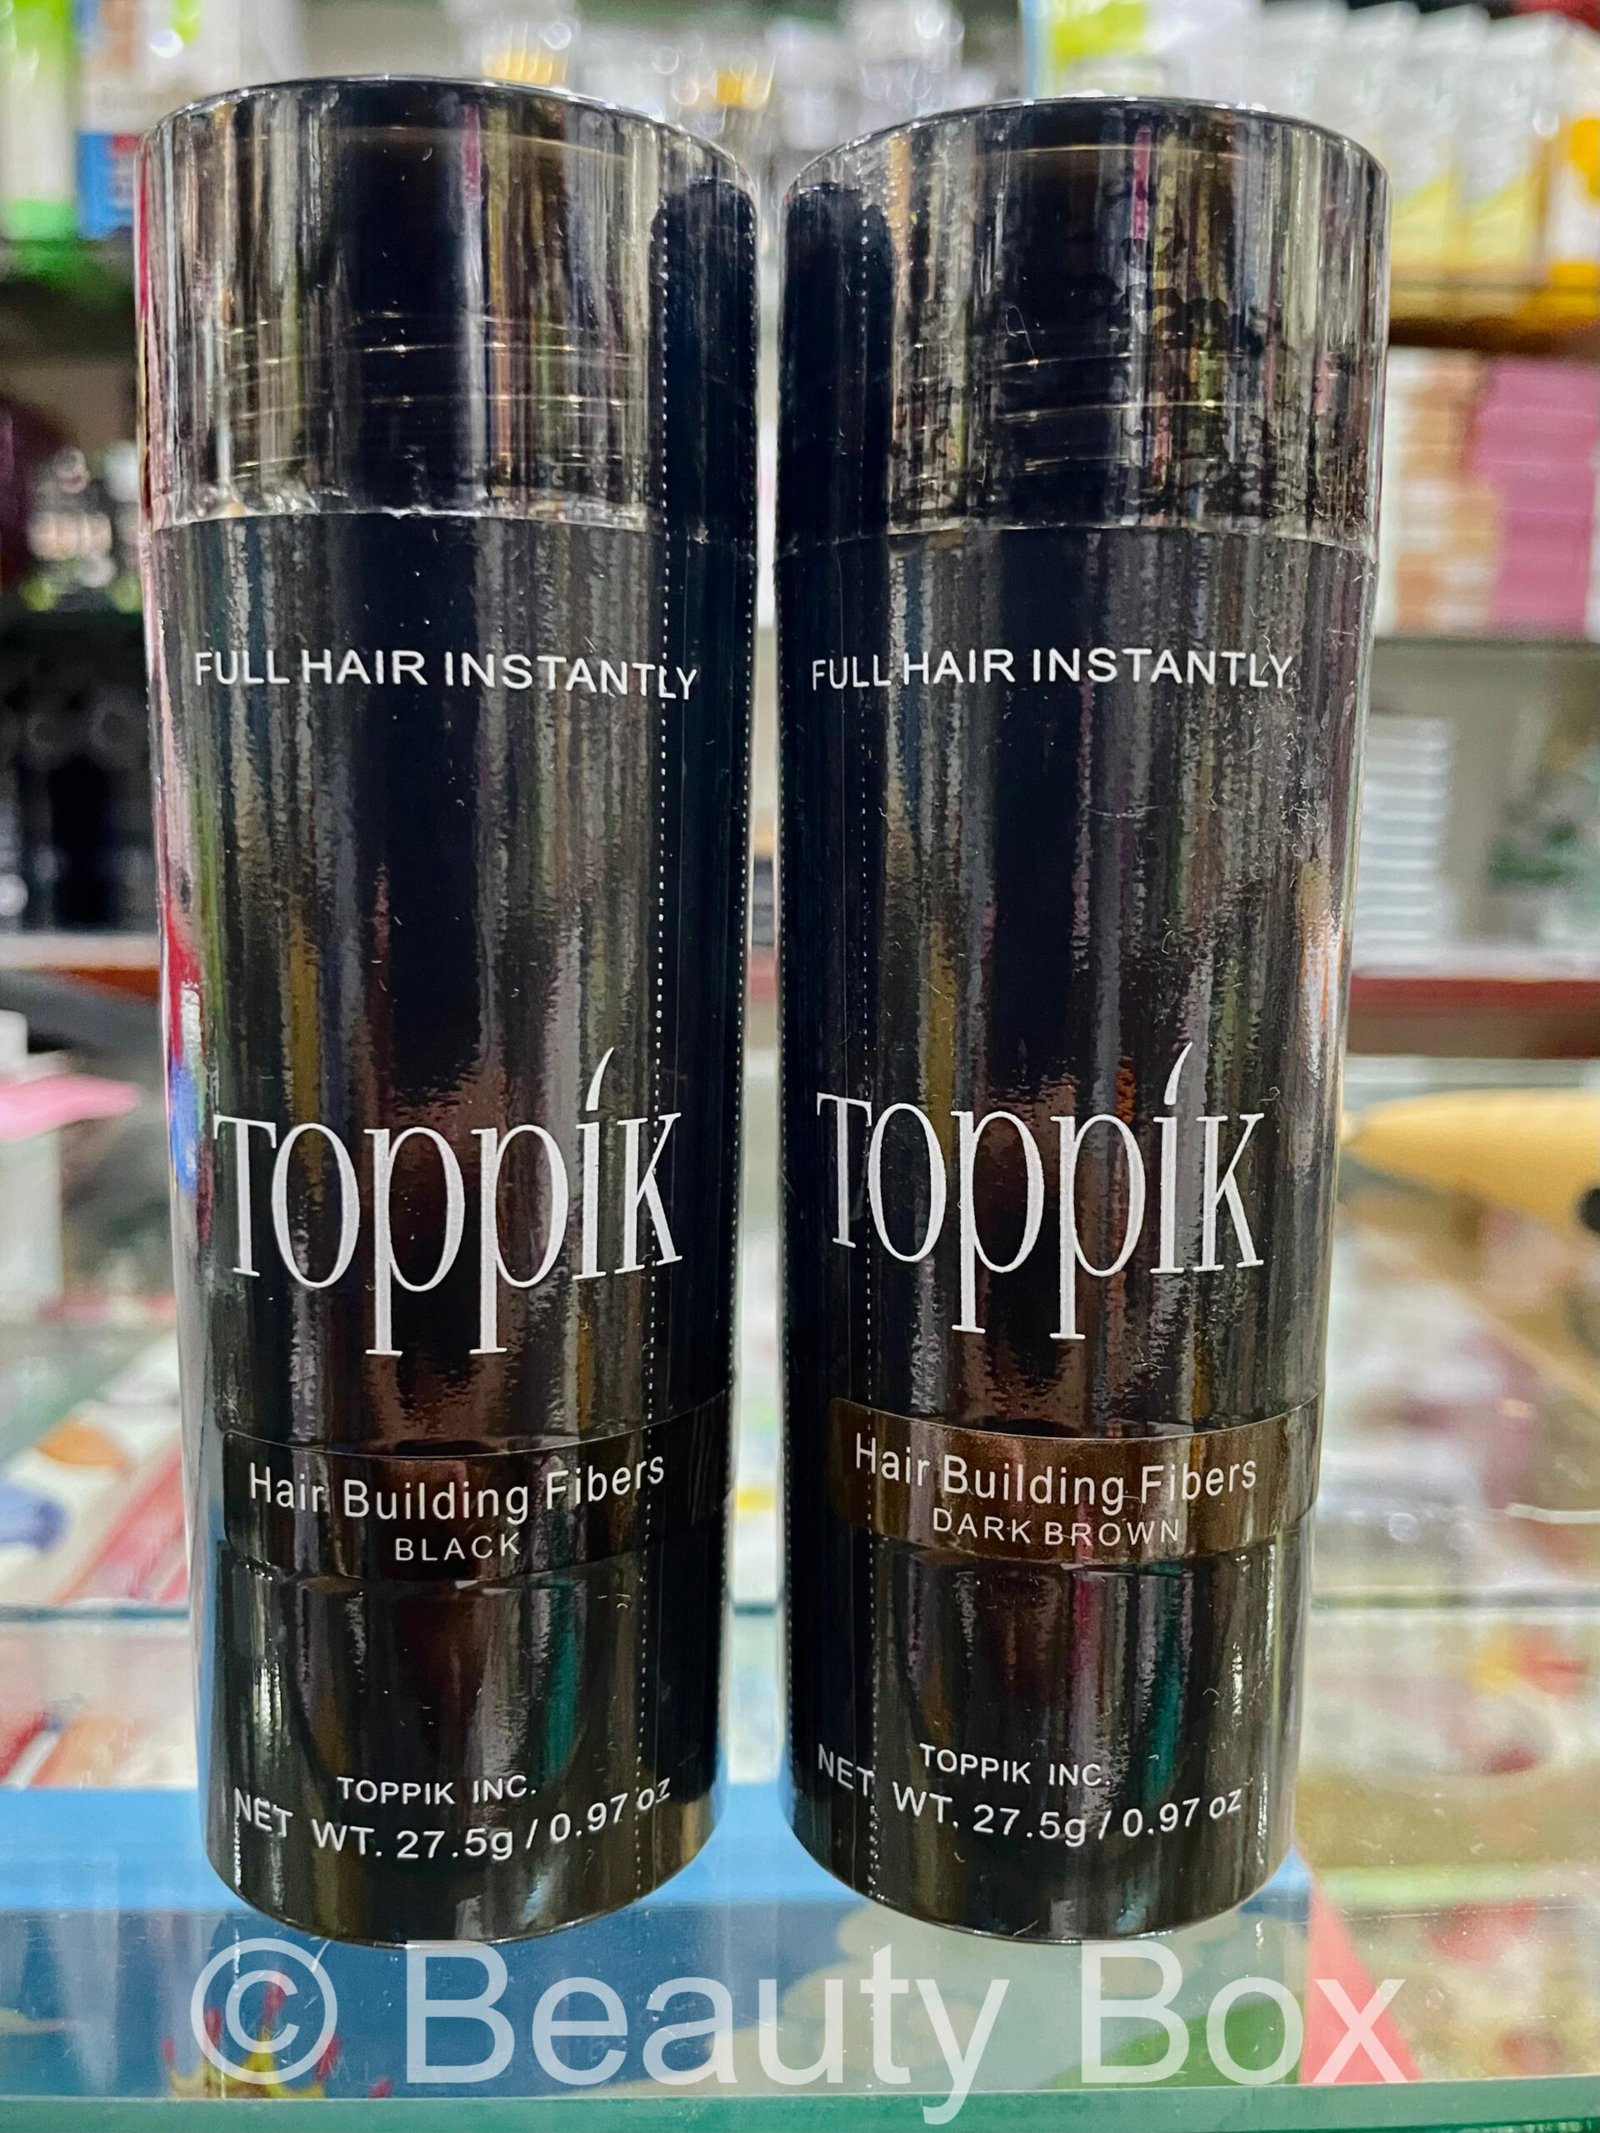 FULL HAIR INSTANTLY
Toppik
Hair Building Fibers
BLACK
TOPPIK INC.
NET WT. 27.5g / 0.97 oz
FULL HAIR INSTANTLY
Toppik
Hair Building Fibers
DARK BROWN
TOPPIK INC.
NET WT. 27.5g / 0.97 oz
© Beauty Box